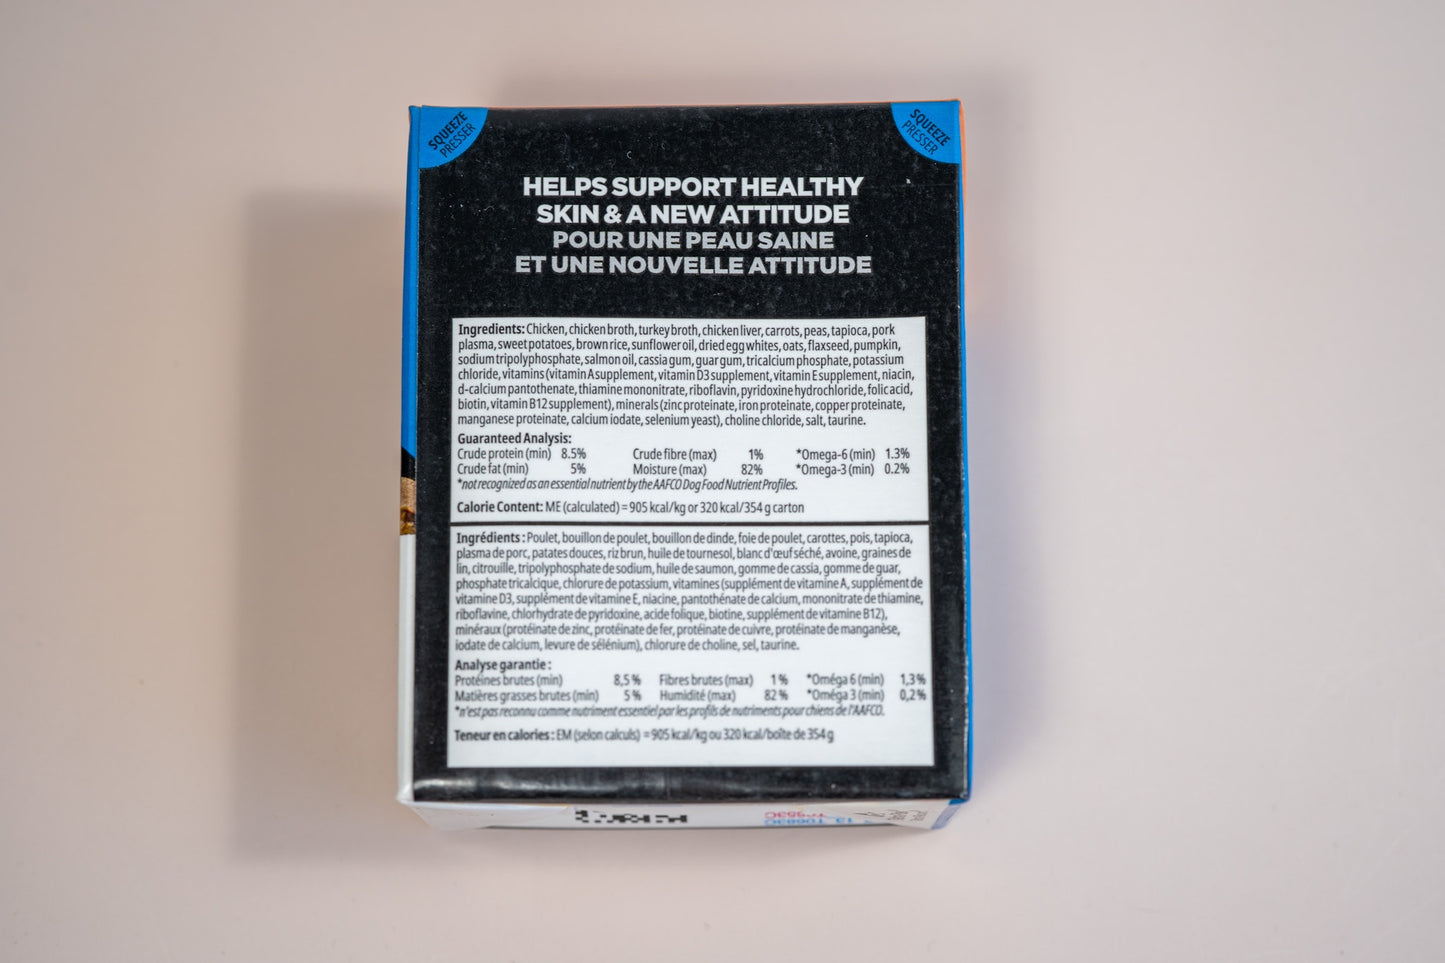 SQUEEZE
PRESSER
SQUEEZE
PRESSER
HELPS SUPPORT HEALTHY
SKIN & A NEW ATTITUDE
POUR UNE PEAU SAINE
ET UNE NOUVELLE ATTITUDE
Ingredients: Chicken, chicken broth, turkey broth, chicken liver, carrots, peas, tapioca, pork
plasma, sweet potatoes, brown rice, sunflower oil, dried egg whites, oats, flaxseed, pumpkin,
sodium tripolyphosphate, salmon oil, cassia gum, guar gum, tricalcium phosphate, potassium
chloride, vitamins (vitamin A supplement, vitamin D3 supplement, vitamin E supplement, niacin,
d-calcium pantothenate, thiamine mononitrate, riboflavin, pyridoxine hydrochloride, folic acid,
biotin, vitamin B12 supplement), minerals (zinc proteinate, iron proteinate, copper proteinate,
manganese proteinate, calcium iodate, selenium yeast), choline chloride, salt, taurine.
Guaranteed Analysis:
Crude protein (min) 8.5% Crude fibre (max) 1% *Omega-6 (min) 1.3%
Crude fat (min) 5% Moisture (max) 82% *Omega-3 (min) 0.2%
*not recognized as an essential nutrient by the AAFCO Dog Food Nutrient Profiles.
Calorie Content: ME (calculated) = 905 kcal/kg or 320 kcal/354 g carton
Ingrédients : Poulet, bouillon de poulet, bouillon de dinde, foie de poulet, carottes, pois, tapioca,
plasma de porc, patates douces, riz brun, huile de tournesol, blanc d'œuf séché, avoine, graines de
lin, citrouille, tripolyphosphate de sodium, huile de saumon, gomme de cassia, gomme de guar,
phosphate tricalcique, chlorure de potassium, vitamines (supplément de vitamine A, supplément de
vitamine D3, supplément de vitamine E, niacine, pantothénate de calcium, mononitrate de thiamine,
riboflavine, chlorhydrate de pyridoxine, acide folique, biotine, supplément de vitamine B12),
minéraux (protéinate de zinc, protéinate de fer, protéinate de cuivre, protéinate de manganèse,
iodate de calcium, levure de sélénium), chlorure de choline, sel, taurine.
Analyse garantie :
Protéines brutes (min) 8,5 % Fibres brutes (max) 1 % *Oméga 6 (min) 1,3 %
Matières grasses brutes (min) 5 % Humidité (max) 82 % *Oméga 3 (min) 0,2 %
*n'est pas reconnu comme nutriment essentiel par les profils de nutriments pour chiens de l'AAFCO.
Teneur en calories : EM (selon calculs) = 905 kcal/kg ou 320 kcal/boîte de 354 g